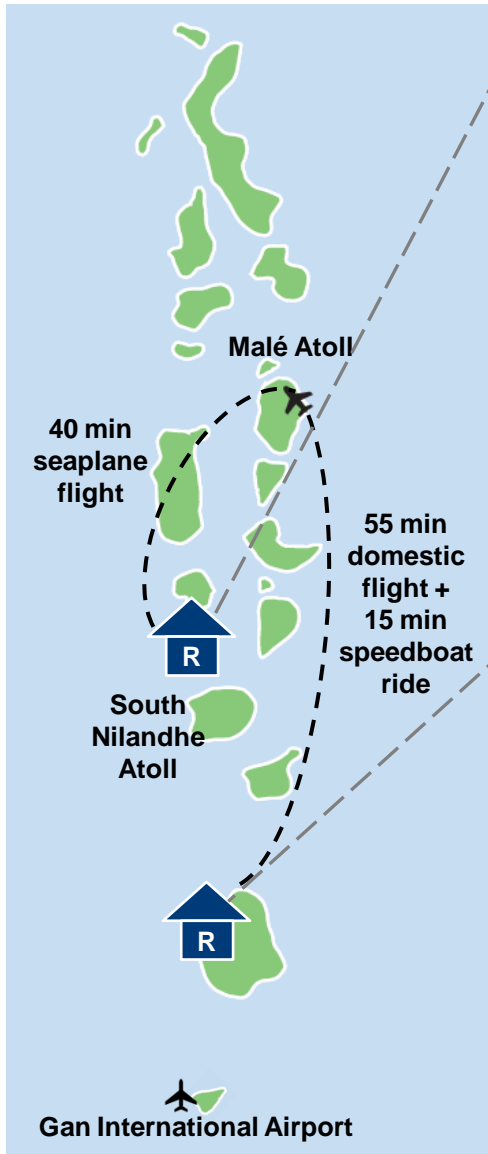 Malé Atoll
40 min
seaplane
flight
55 min
domestic
flight +
15 min
speedboat
ride
R
South
Nilandhe
Atoll
R
Gan International Airport